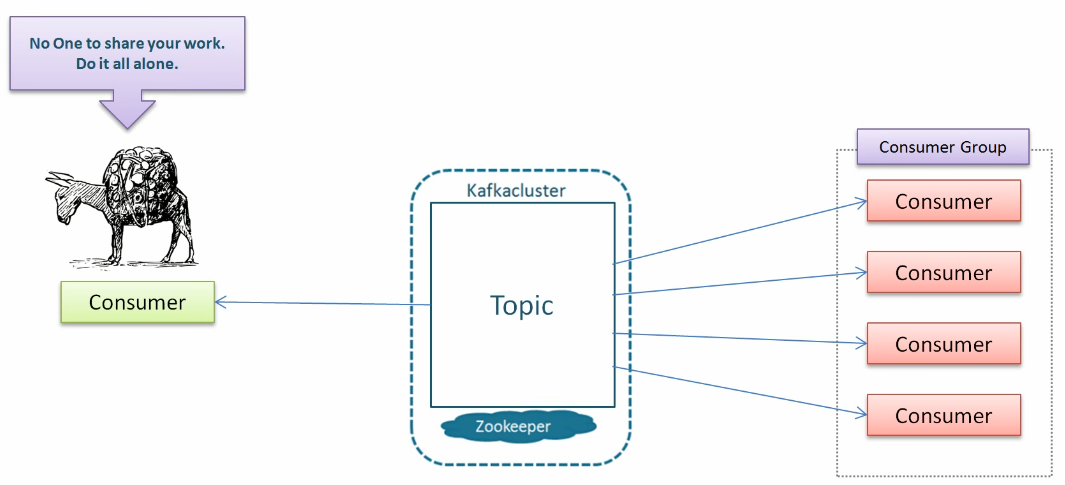 No One to share your work.
Do it all alone.
Consumer
Kafkacluster
Topic
Zookeeper
Consumer Group
Consumer
Consumer
Consumer
Consumer